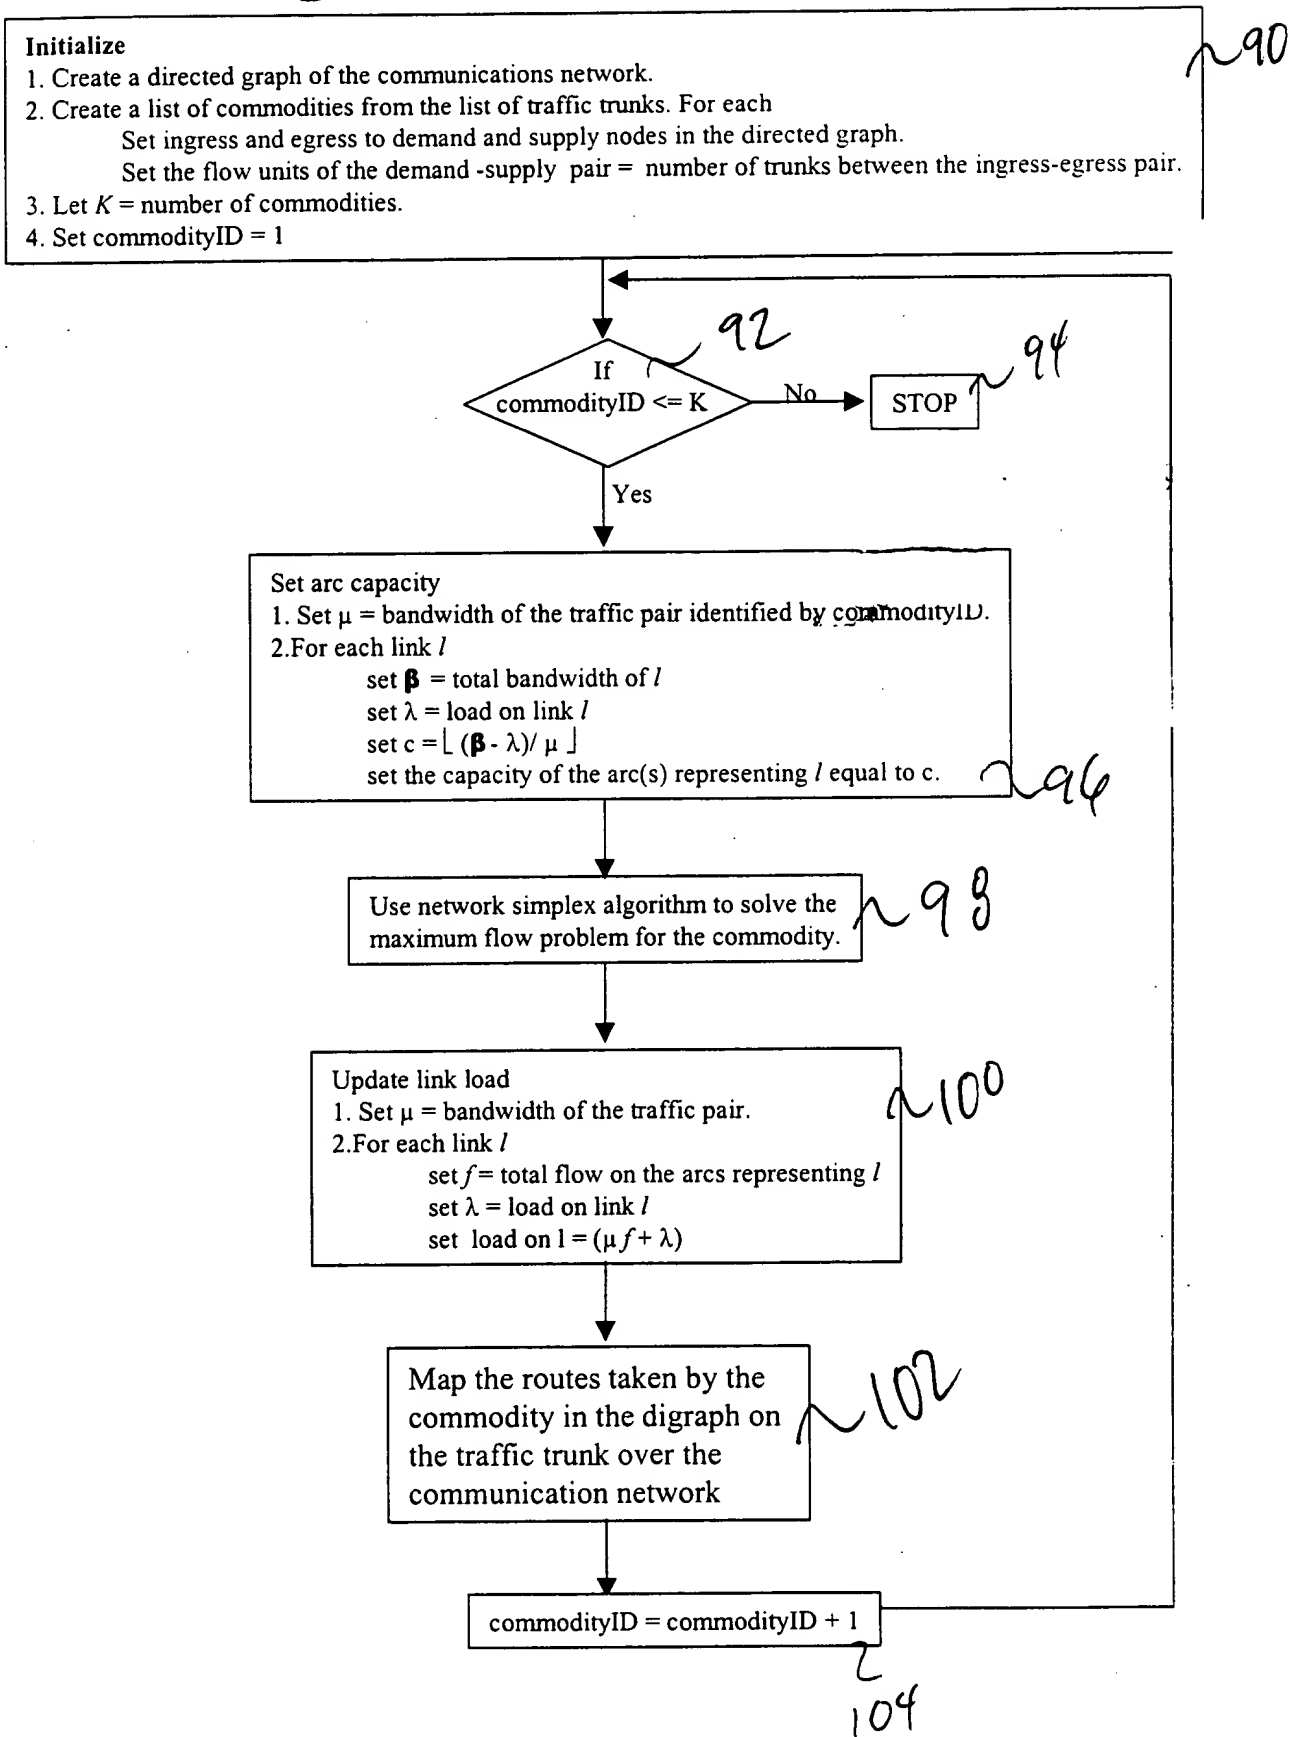 Initialize
90
1. Create a directed graph of the communications network.
2. Create a list of commodities from the list of traffic trunks. For each
Set ingress and egress to demand and supply nodes in the directed graph.
Set the flow units of the demand -supply pair = number of trunks between the ingress-egress pair.
3. Let K = number of commodities.
4. Set commodityID = 1
92
94
If
commodityID <= K
No
STOP
Yes
Set arc capacity
1. Set μ = bandwidth of the traffic pair identified by commodityID.
2.For each link l
set β = total bandwidth of l
set λ = load on link l
set c = ⌊ (β - λ)/ μ ⌋
set the capacity of the arc(s) representing l equal to c.
96
Use network simplex algorithm to solve the
maximum flow problem for the commodity.
98
Update link load
100
1. Set μ = bandwidth of the traffic pair.
2.For each link l
set f = total flow on the arcs representing l
set λ = load on link l
set load on l = (μ f + λ)
Map the routes taken by the
commodity in the digraph on
the traffic trunk over the
communication network
102
commodityID = commodityID + 1
104